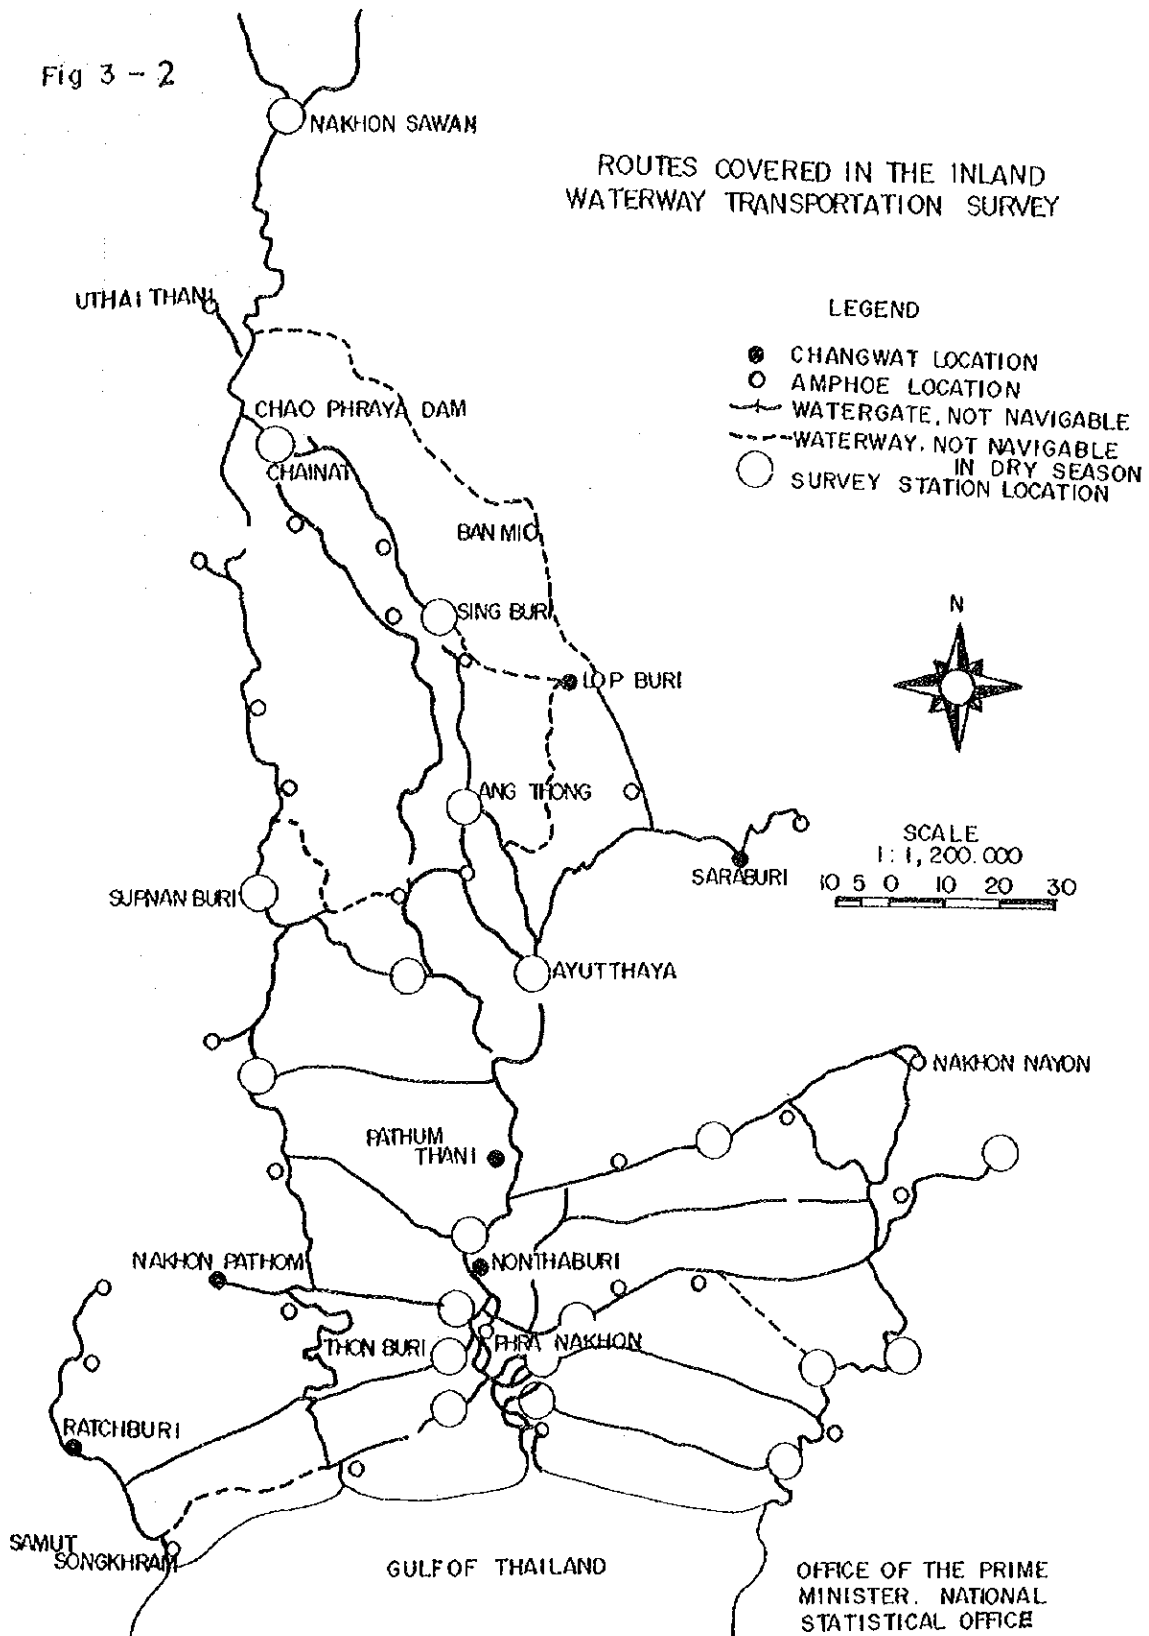 Fig 3 - 2
NAKHON SAWAN
ROUTES COVERED IN THE INLAND
WATERWAY TRANSPORTATION SURVEY
UTHAI THANI
LEGEND
CHANGWAT LOCATION
AMPHOE LOCATION
WATERGATE, NOT NAVIGABLE
WATERWAY, NOT NAVIGABLE
IN DRY SEASON
SURVEY STATION LOCATION
CHAO PHRAYA DAM
CHAINAT
BAN MIO
SING BURI
N
LOP BURI
ANG THONG
SCALE
1: 1, 200.000
10 5 0 10 20 30
SARABURI
SUPNAN BURI
AYUTTHAYA
NAKHON NAYON
PATHUM
THANI
NAKHON PATHOM
NONTHABURI
THON BURI
PHRA NAKHON
RATCHBURI
SAMUT
SONGKHRAM
GULF OF THAILAND
OFFICE OF THE PRIME
MINISTER. NATIONAL
STATISTICAL OFFICE